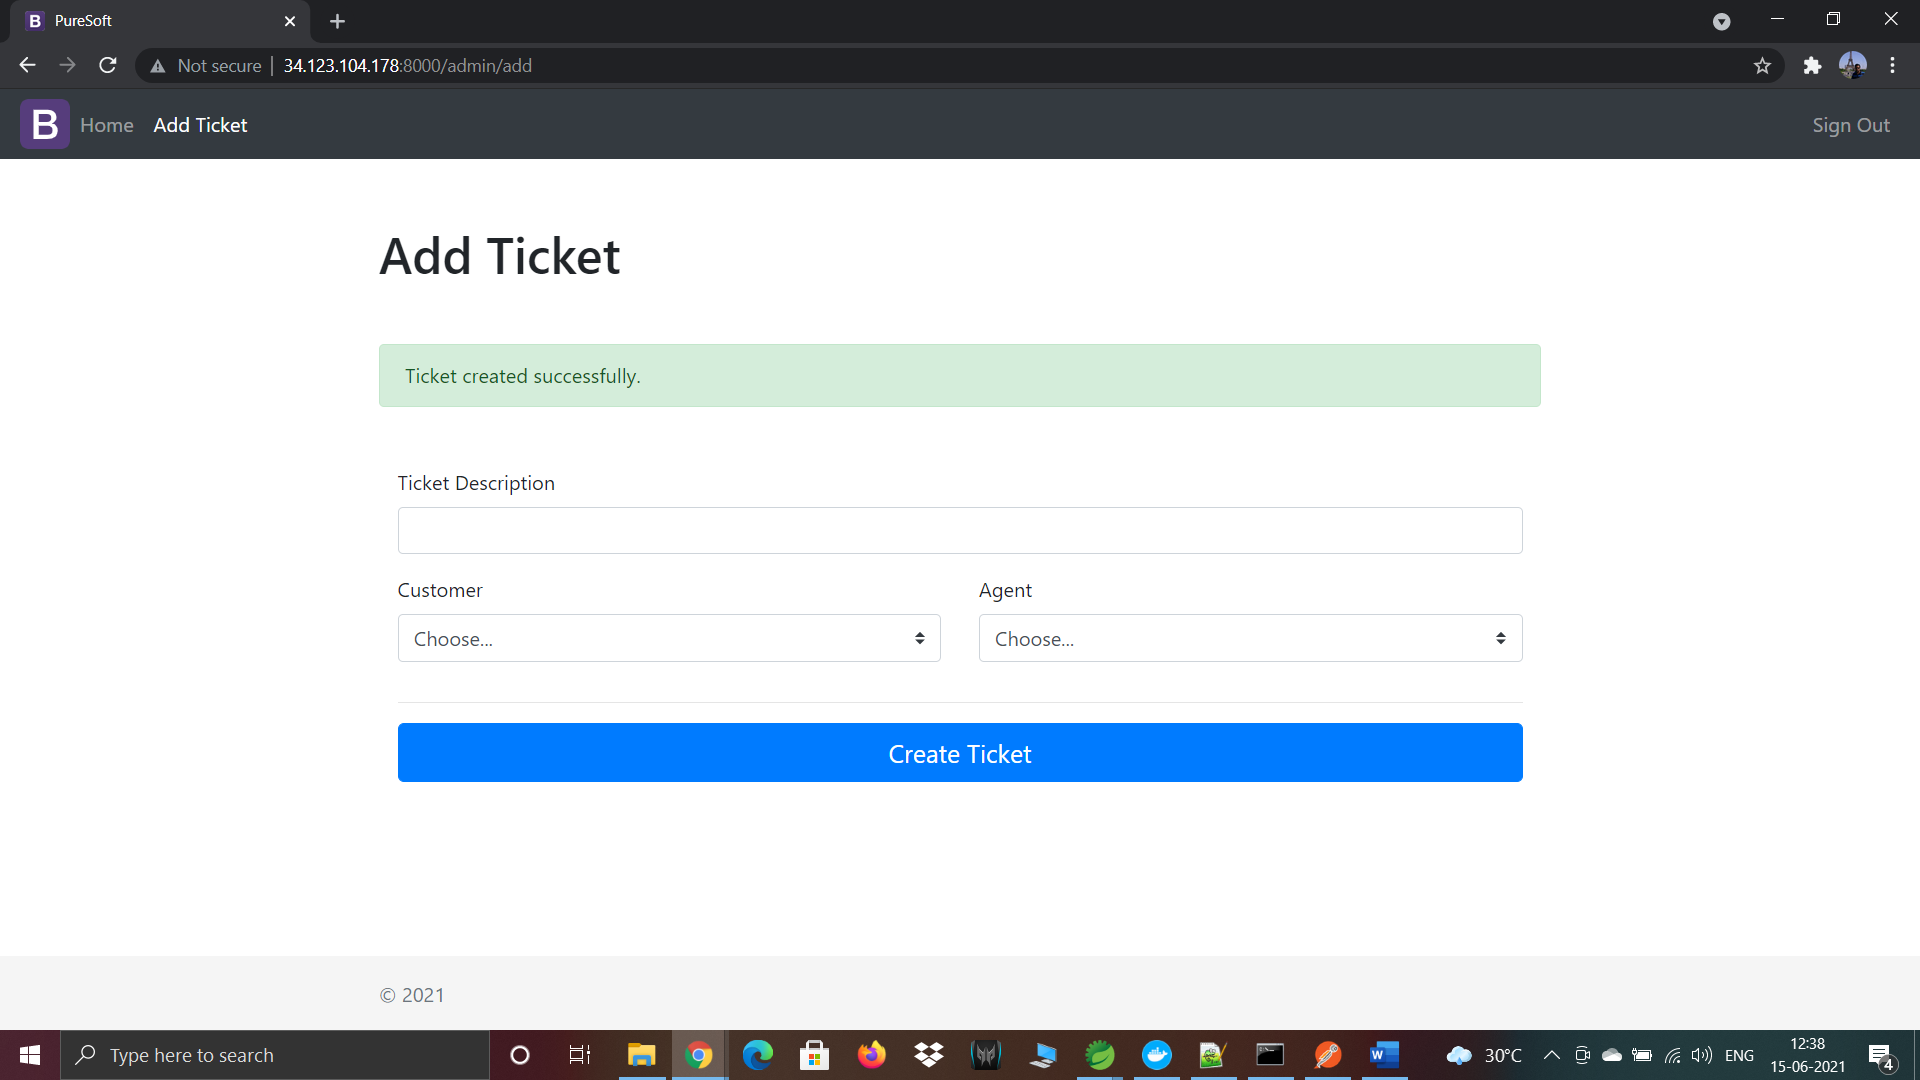 B PureSoft
Not secure 34.123.104.178:8000/admin/add
B Home Add Ticket Sign Out
Add Ticket
Ticket created successfully.
Ticket Description
Customer Agent
Choose... Choose...
Create Ticket
© 2021
Type here to search
W
30°C
ENG
12:38
15-06-2021
4